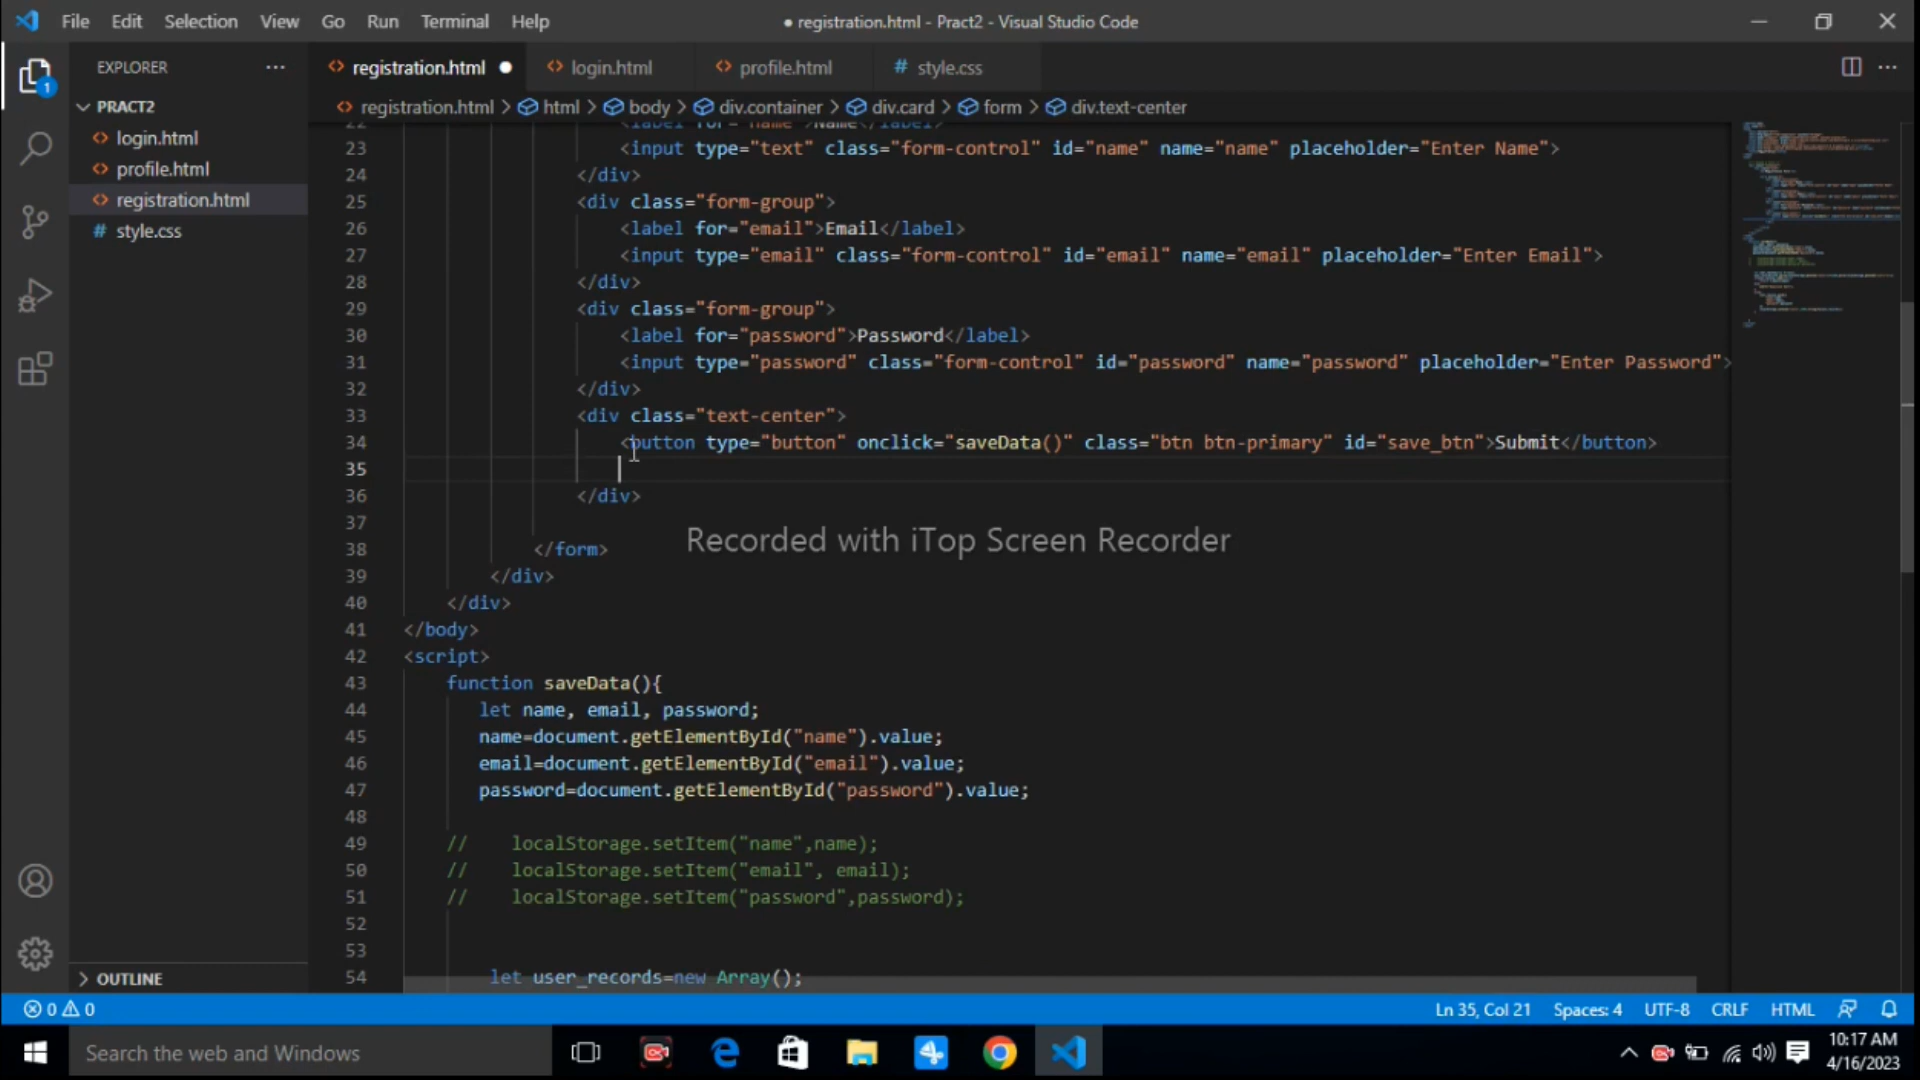 File Edit Selection View Go Run Terminal Help
● registration.html - Pract2 - Visual Studio Code
EXPLORER
registration.html
login.html
profile.html
# style.css
PRACT2
login.html
profile.html
registration.html
# style.css
registration.html > html > body > div.container > div.card > form > div.text-center
22 <label for="name">Name</label>
23 <input type="text" class="form-control" id="name" name="name" placeholder="Enter Name">
24 </div>
25 <div class="form-group">
26 <label for="email">Email</label>
27 <input type="email" class="form-control" id="email" name="email" placeholder="Enter Email">
28 </div>
29 <div class="form-group">
30 <label for="password">Password</label>
31 <input type="password" class="form-control" id="password" name="password" placeholder="Enter Password">
32 </div>
33 <div class="text-center">
34 <button type="button" onclick="saveData()" class="btn btn-primary" id="save_btn">Submit</button>
35
36 </div>
37
38 </form>
39 </div>
40 </div>
41 </body>
42 <script>
43 function saveData(){
44 let name, email, password;
45 name=document.getElementById("name").value;
46 email=document.getElementById("email").value;
47 password=document.getElementById("password").value;
48
49 // localStorage.setItem("name",name);
50 // localStorage.setItem("email", email);
51 // localStorage.setItem("password",password);
52
53
54 let user_records=new Array();
Recorded with iTop Screen Recorder
OUTLINE
0 0
Ln 35, Col 21 Spaces: 4 UTF-8 CRLF HTML
Search the web and Windows
10:17 AM
4/16/2023
1